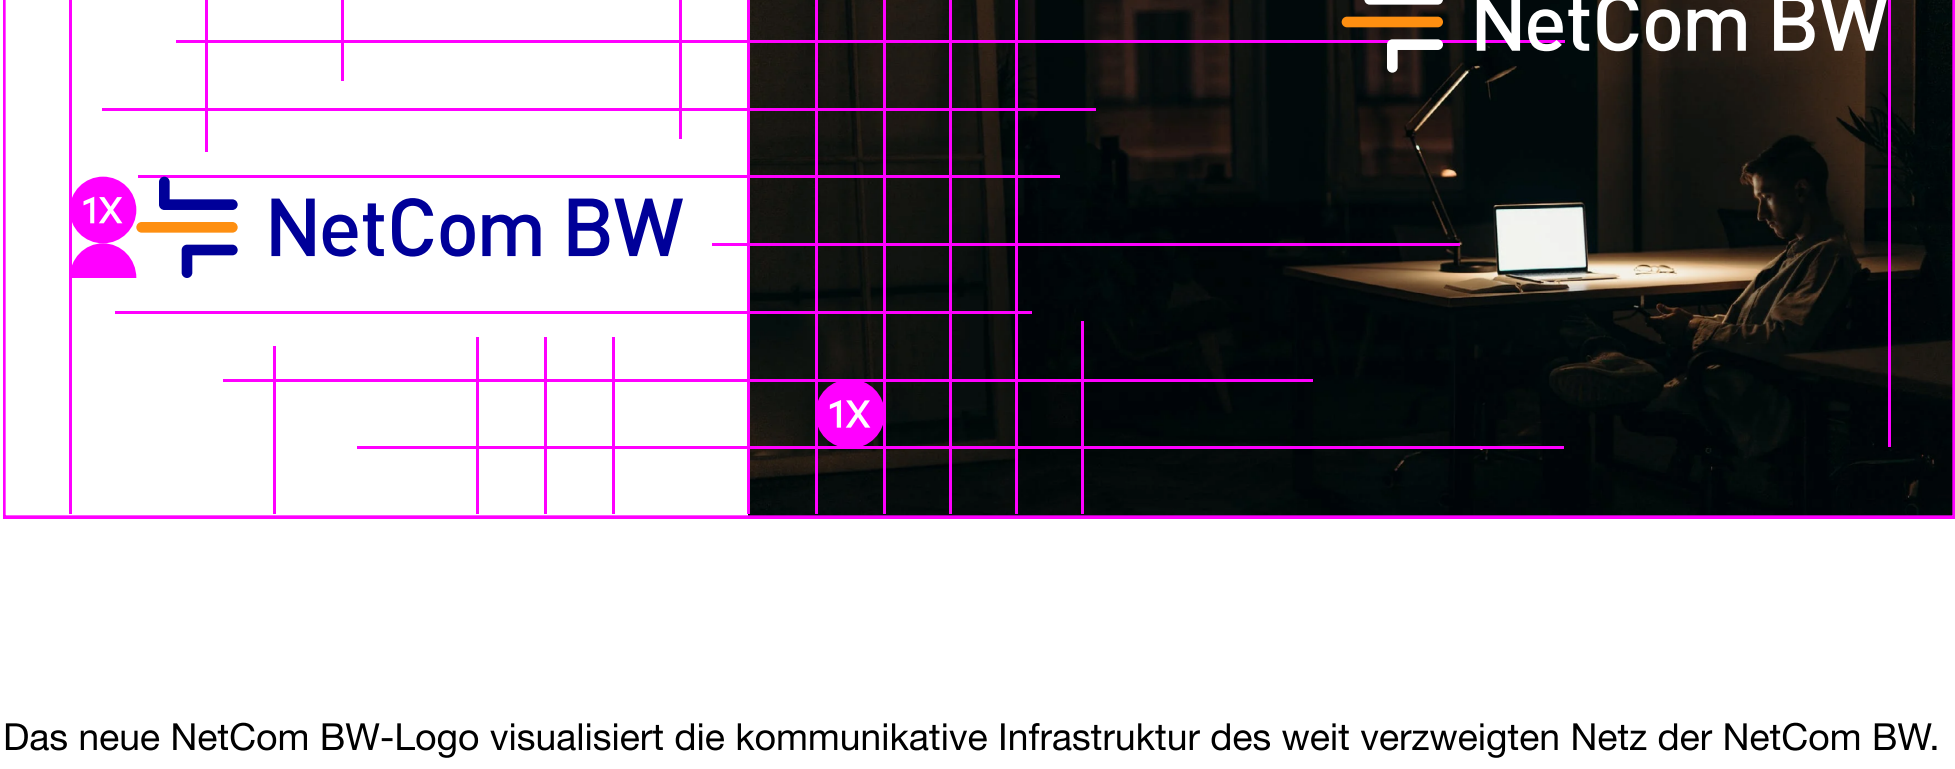 NetCom BW
1X
NetCom BW
1X
Das neue NetCom BW-Logo visualisiert die kommunikative Infrastruktur des weit verzweigten Netz der NetCom BW.